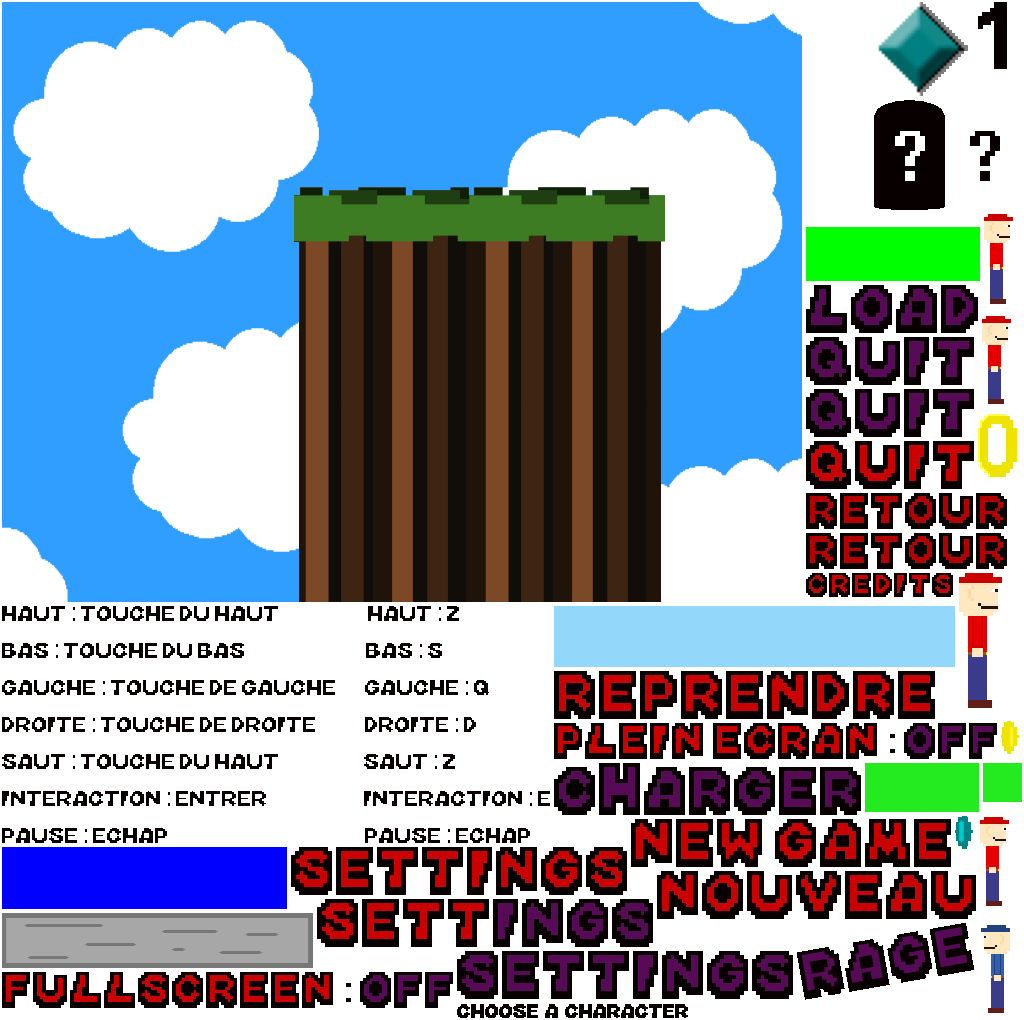 1
?
?
LOAD
QUIT
QUIT
QUIT
0
RETOUR
RETOUR
CREDITS
HAUT : TOUCHE DU HAUT
BAS : TOUCHE DU BAS
GAUCHE : TOUCHE DE GAUCHE
DROITE : TOUCHE DE DROITE
SAUT : TOUCHE DU HAUT
INTERACTION : ENTRER
PAUSE : ECHAP
HAUT : Z
BAS : S
GAUCHE : Q
DROITE : D
SAUT : Z
INTERACTION : E
PAUSE : ECHAP
REPRENDRE
PLEIN ECRAN : OFF
CHARGER
NEW GAME
SETTINGS
NOUVEAU
SETTINGS
SETTINGS
RAGE
FULLSCREEN : OFF
CHOOSE A CHARACTER